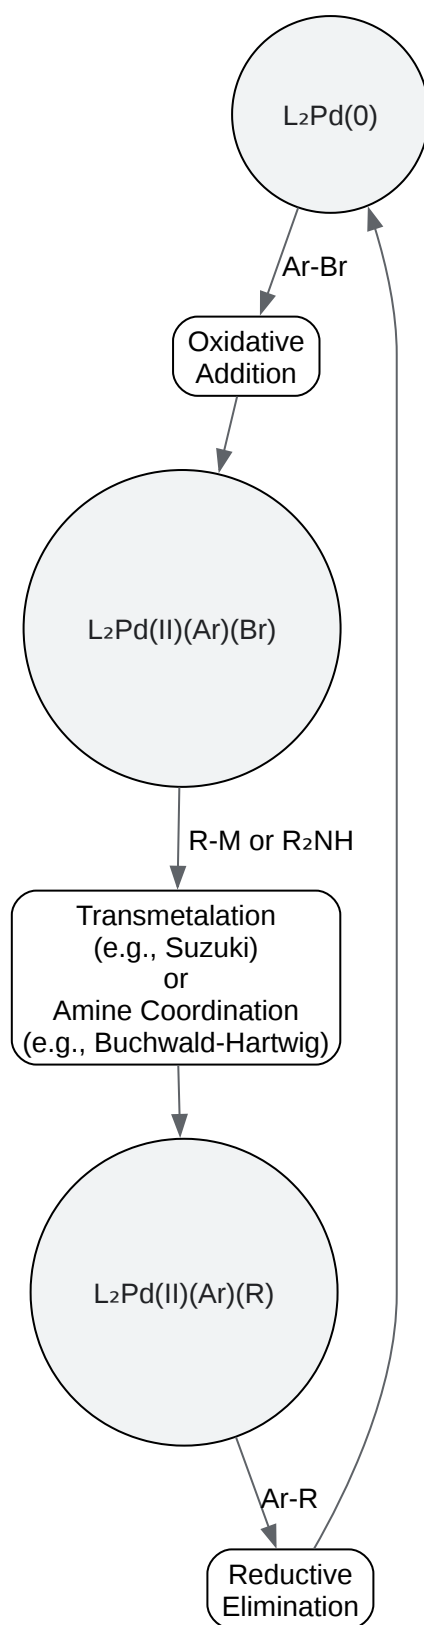 L₂Pd(0)
Ar-Br
Oxidative
Addition
L₂Pd(II)(Ar)(Br)
R-M or R₂NH
Transmetalation
(e.g., Suzuki)
or
Amine Coordination
(e.g., Buchwald-Hartwig)
L₂Pd(II)(Ar)(R)
Ar-R
Reductive
Elimination